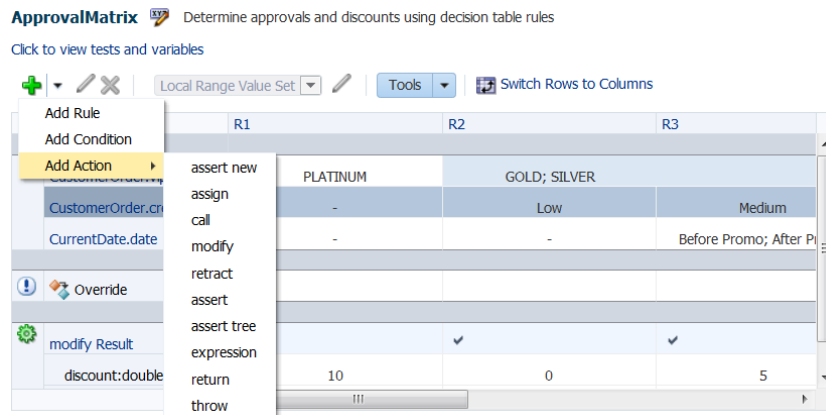 ApprovalMatrix Determine approvals and discounts using decision table rules
Click to view tests and variables
Local Range Value Set Tools Switch Rows to Columns
Add Rule
Add Condition
Add Action
R1 R2 R3
assert new
assign
call
modify
retract
assert
assert tree
expression
return
throw
PLATINUM GOLD; SILVER
CustomerOrder.cre - Low Medium
CurrentDate.date - - Before Promo; After Pr
Override
modify Result
discount:double 10 0 5